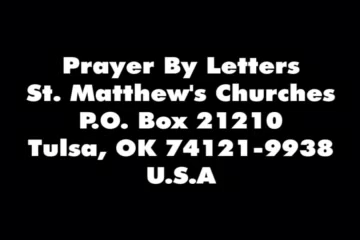 Prayer By Letters
St. Matthew's Churches
P.O. Box 21210
Tulsa, OK 74121-9938
U.S.A